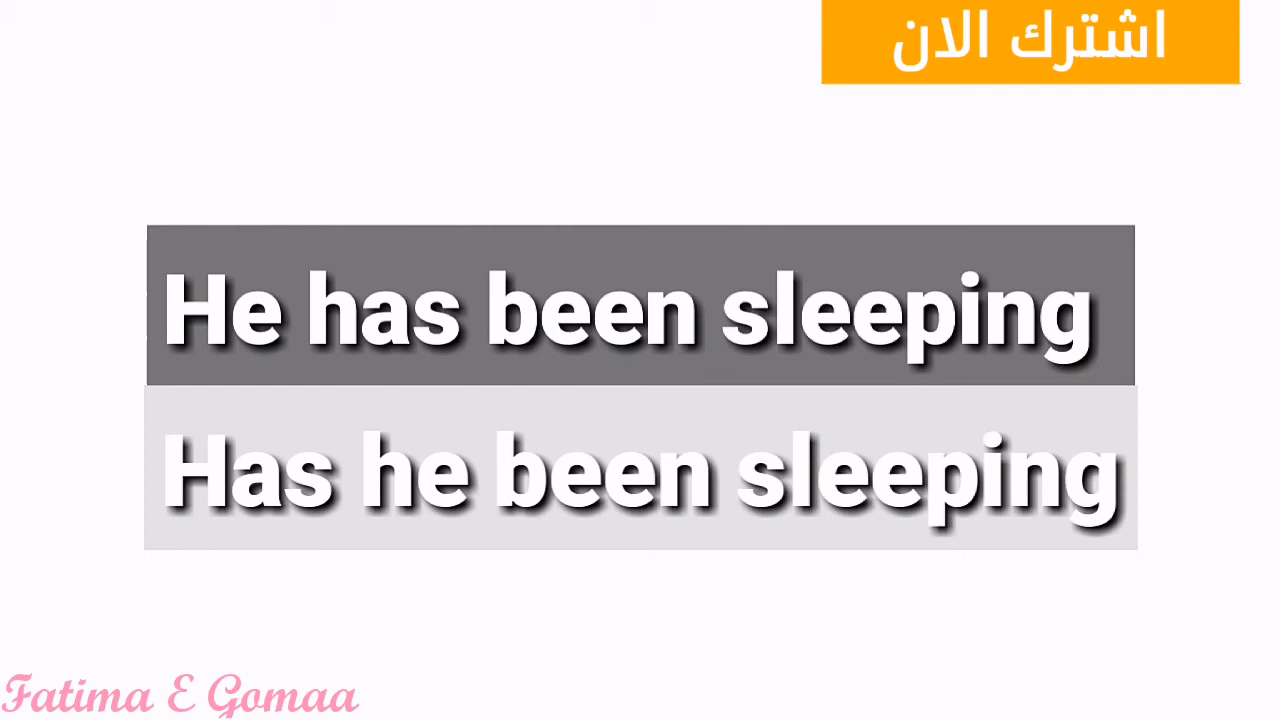 اشترك الان
He has been sleeping
Has he been sleeping
Fatima E Gomaa